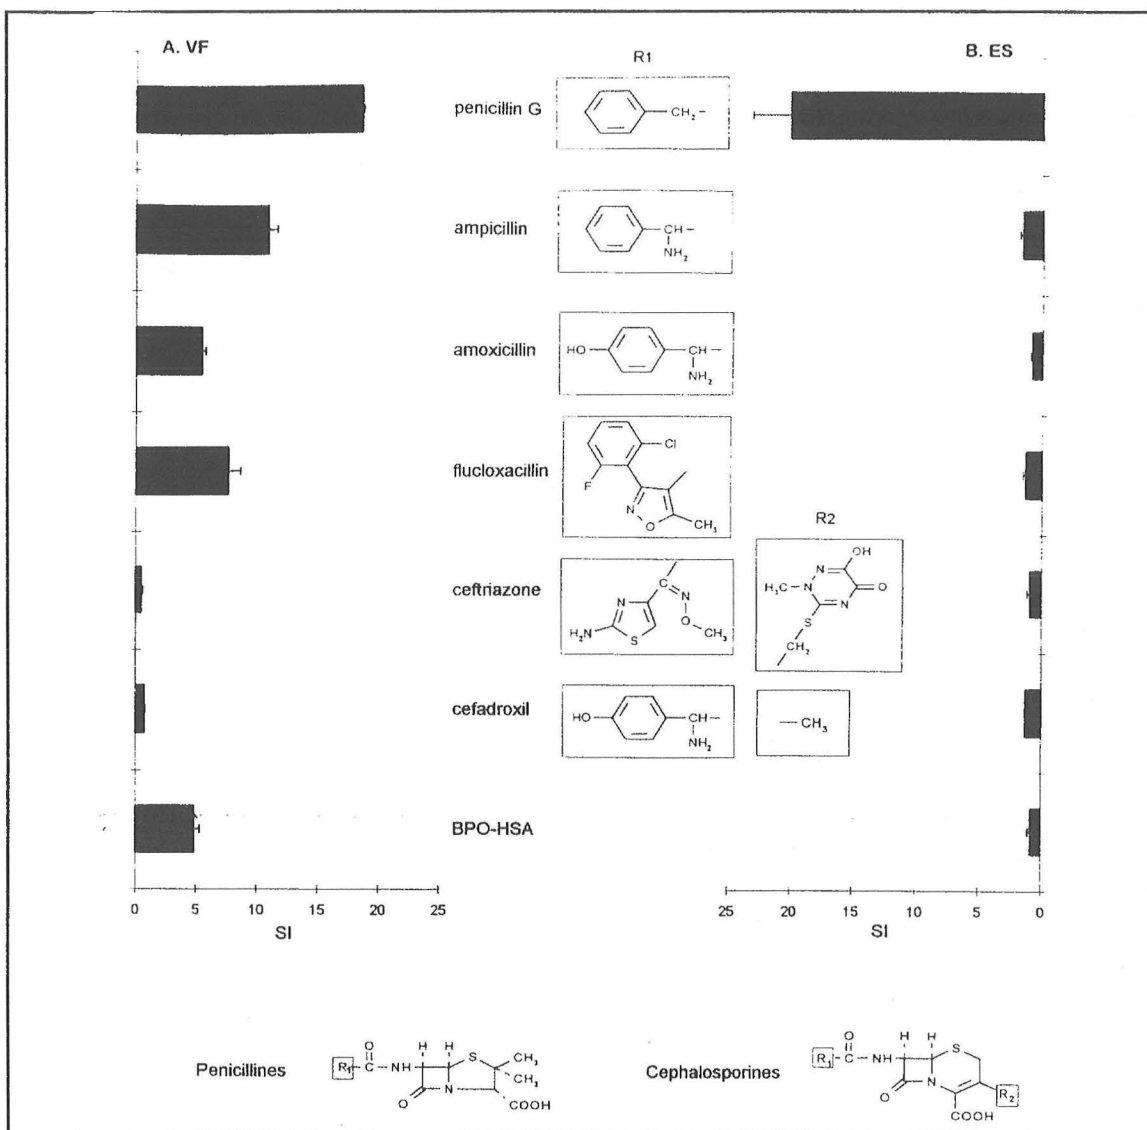 A. VF
B. ES
R1
penicillin G
CH2
ampicillin
CH
NH2
amoxicillin
HO
CH
NH2
flucloxacillin
Cl
F
N
O
CH3
R2
ceftriazone
C
N
N
O
CH3
H2N
S
OH
N
H3C
N
O
N
S
CH2
cefadroxil
HO
CH
NH2
CH3
BPO-HSA
0 5 10 15 20 25
SI
25 20 15 10 5 0
SI
Penicillines
R1
O
C
NH
H H
S
CH3
CH3
N
O
COOH
Cephalosporines
R1
O
C
NH
H H
S
N
O
R2
COOH